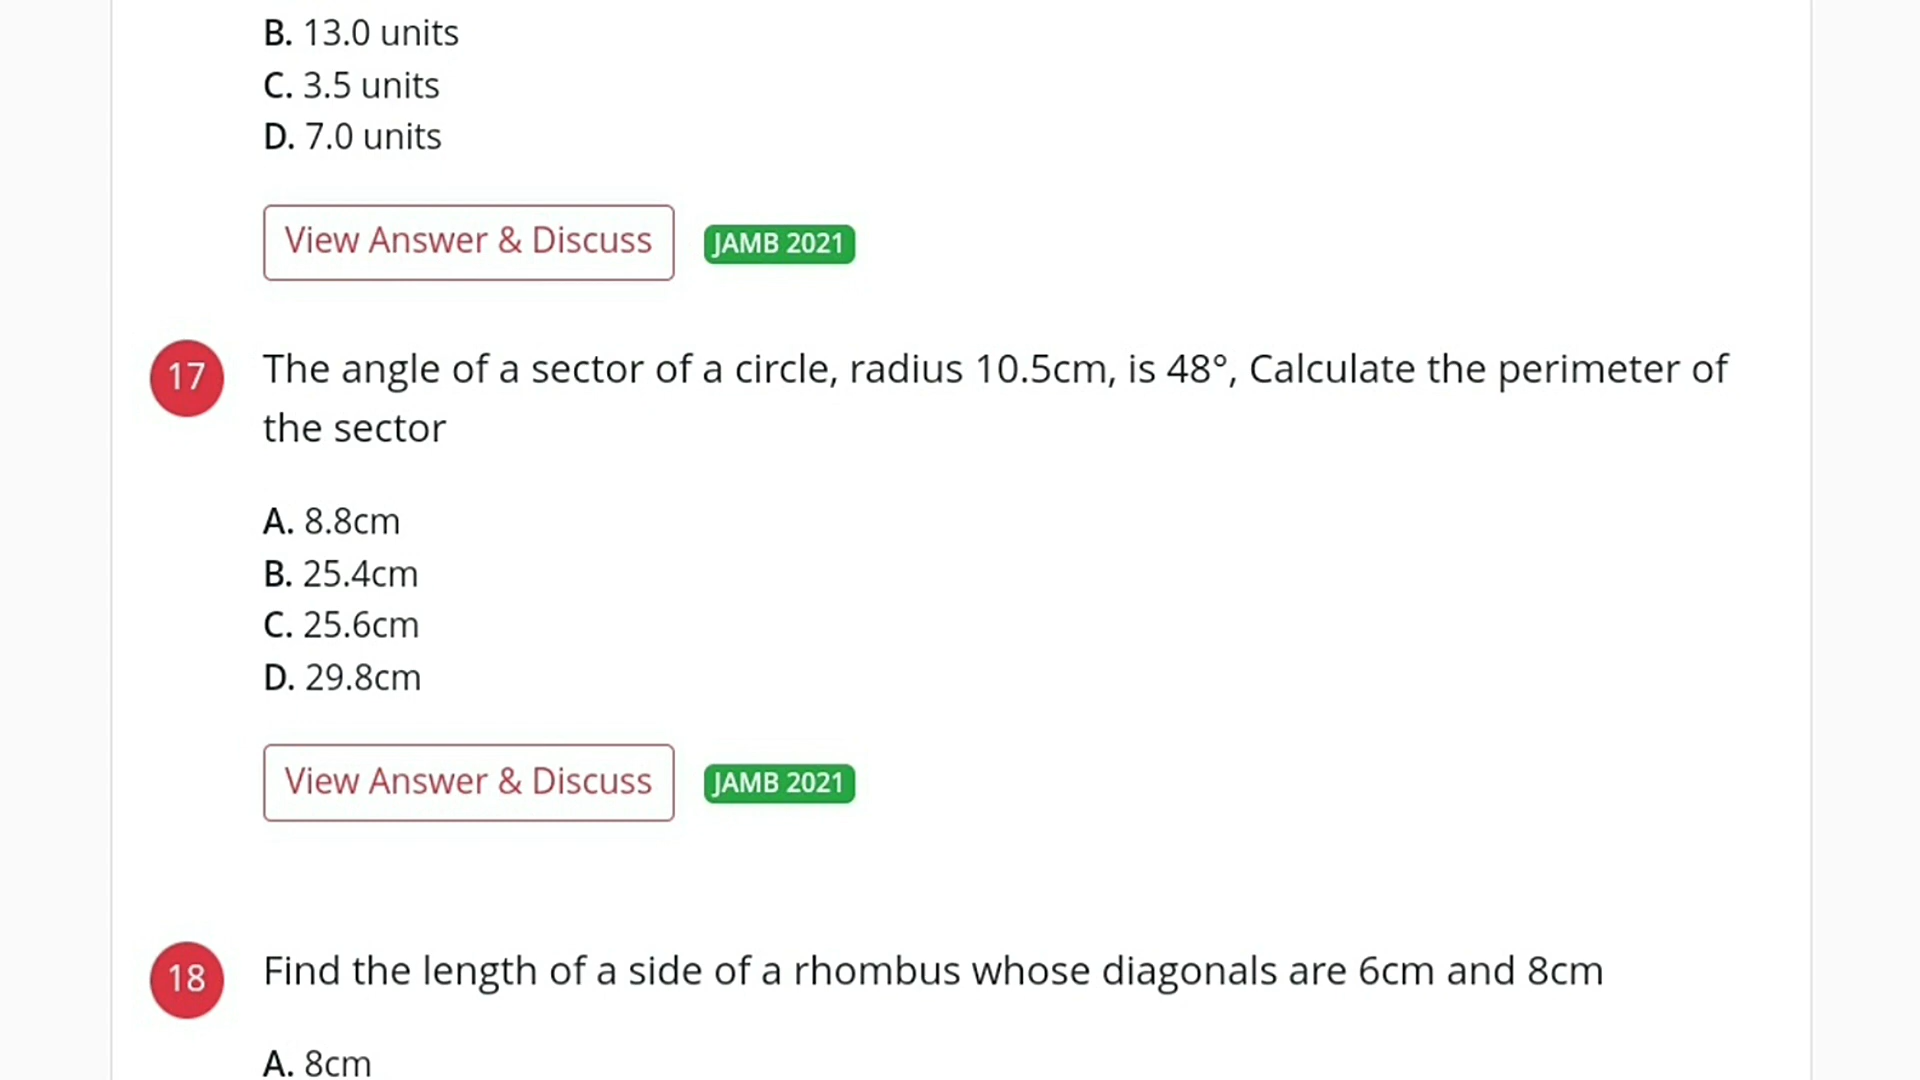 B. 13.0 units
C. 3.5 units
D. 7.0 units
View Answer & Discuss JAMB 2021
17 The angle of a sector of a circle, radius 10.5cm, is 48°, Calculate the perimeter of
the sector
A. 8.8cm
B. 25.4cm
C. 25.6cm
D. 29.8cm
View Answer & Discuss JAMB 2021
18 Find the length of a side of a rhombus whose diagonals are 6cm and 8cm
A. 8cm